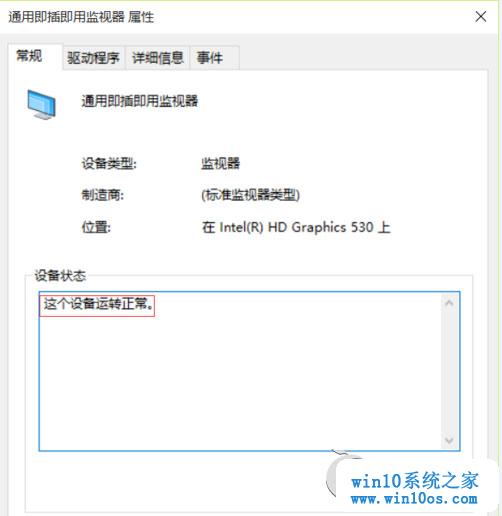 通用即插即用监视器 属性
常规 驱动程序 详细信息 事件
通用即插即用监视器
设备类型: 监视器
制造商: (标准监视器类型)
位置: 在 Intel(R) HD Graphics 530 上
设备状态
这个设备运转正常。
win10系统之家
www.win10os.com